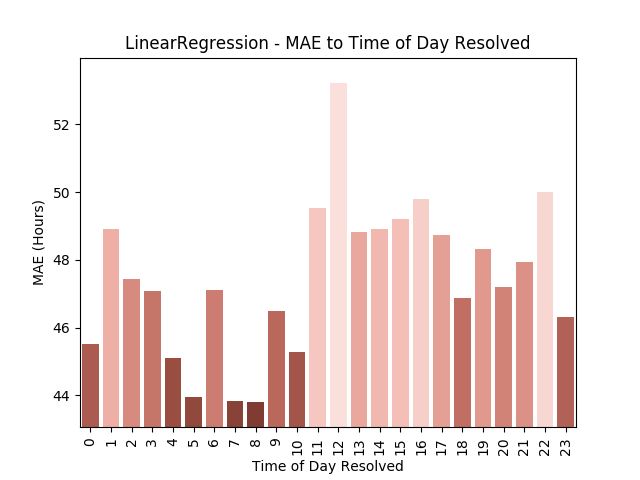 LinearRegression - MAE to Time of Day Resolved
MAE (Hours)
52
50
48
46
44
0 1 2 3 4 5 6 7 8 9 10 11 12 13 14 15 16 17 18 19 20 21 22 23
Time of Day Resolved